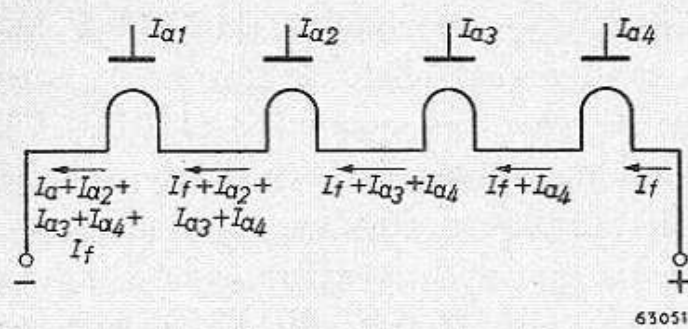 Ia1 Ia2 Ia3 Ia4
Ia+Ia2+
Ia3+Ia4+
If
If+Ia2+
Ia3+Ia4
If+Ia3+Ia4
If+Ia4
If
−
+
63051